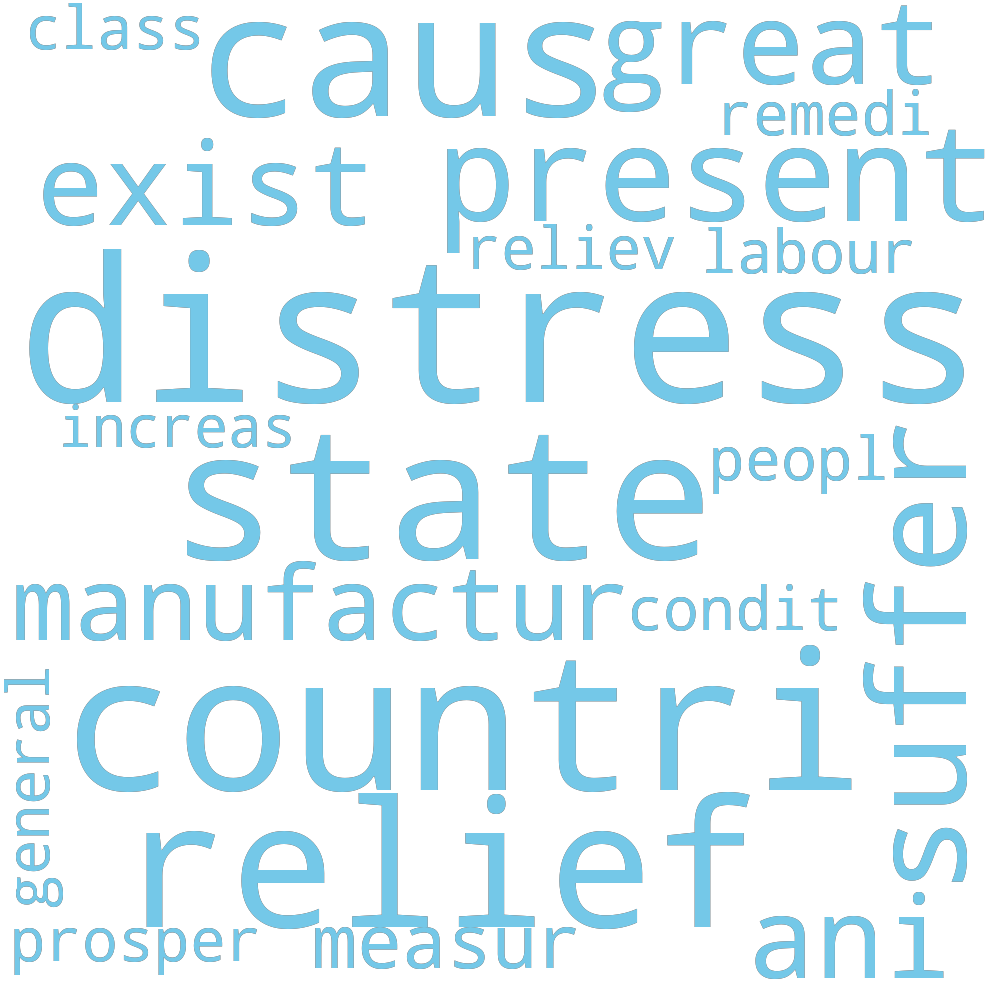 class
caus
great
remedi
exist
present
reliev
labour
distress
increas
state
peopl
suffer
manufactur
condit
general
countri
relief
prosper
measur
ani